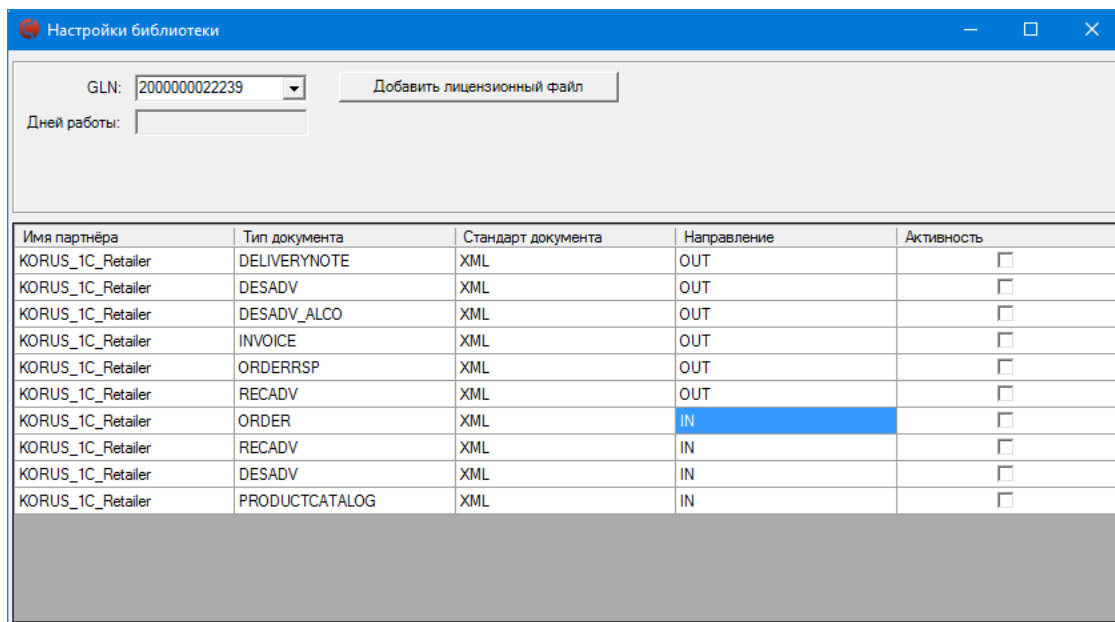 Настройки библиотеки
GLN: 2000000022239 Добавить лицензионный файл
Дней работы:
Имя партнёра Тип документа Стандарт документа Направление Активность
KORUS_1C_Retailer DELIVERYNOTE XML OUT
KORUS_1C_Retailer DESADV XML OUT
KORUS_1C_Retailer DESADV_ALCO XML OUT
KORUS_1C_Retailer INVOICE XML OUT
KORUS_1C_Retailer ORDERRSP XML OUT
KORUS_1C_Retailer RECADV XML OUT
KORUS_1C_Retailer ORDER XML IN
KORUS_1C_Retailer RECADV XML IN
KORUS_1C_Retailer DESADV XML IN
KORUS_1C_Retailer PRODUCTCATALOG XML IN